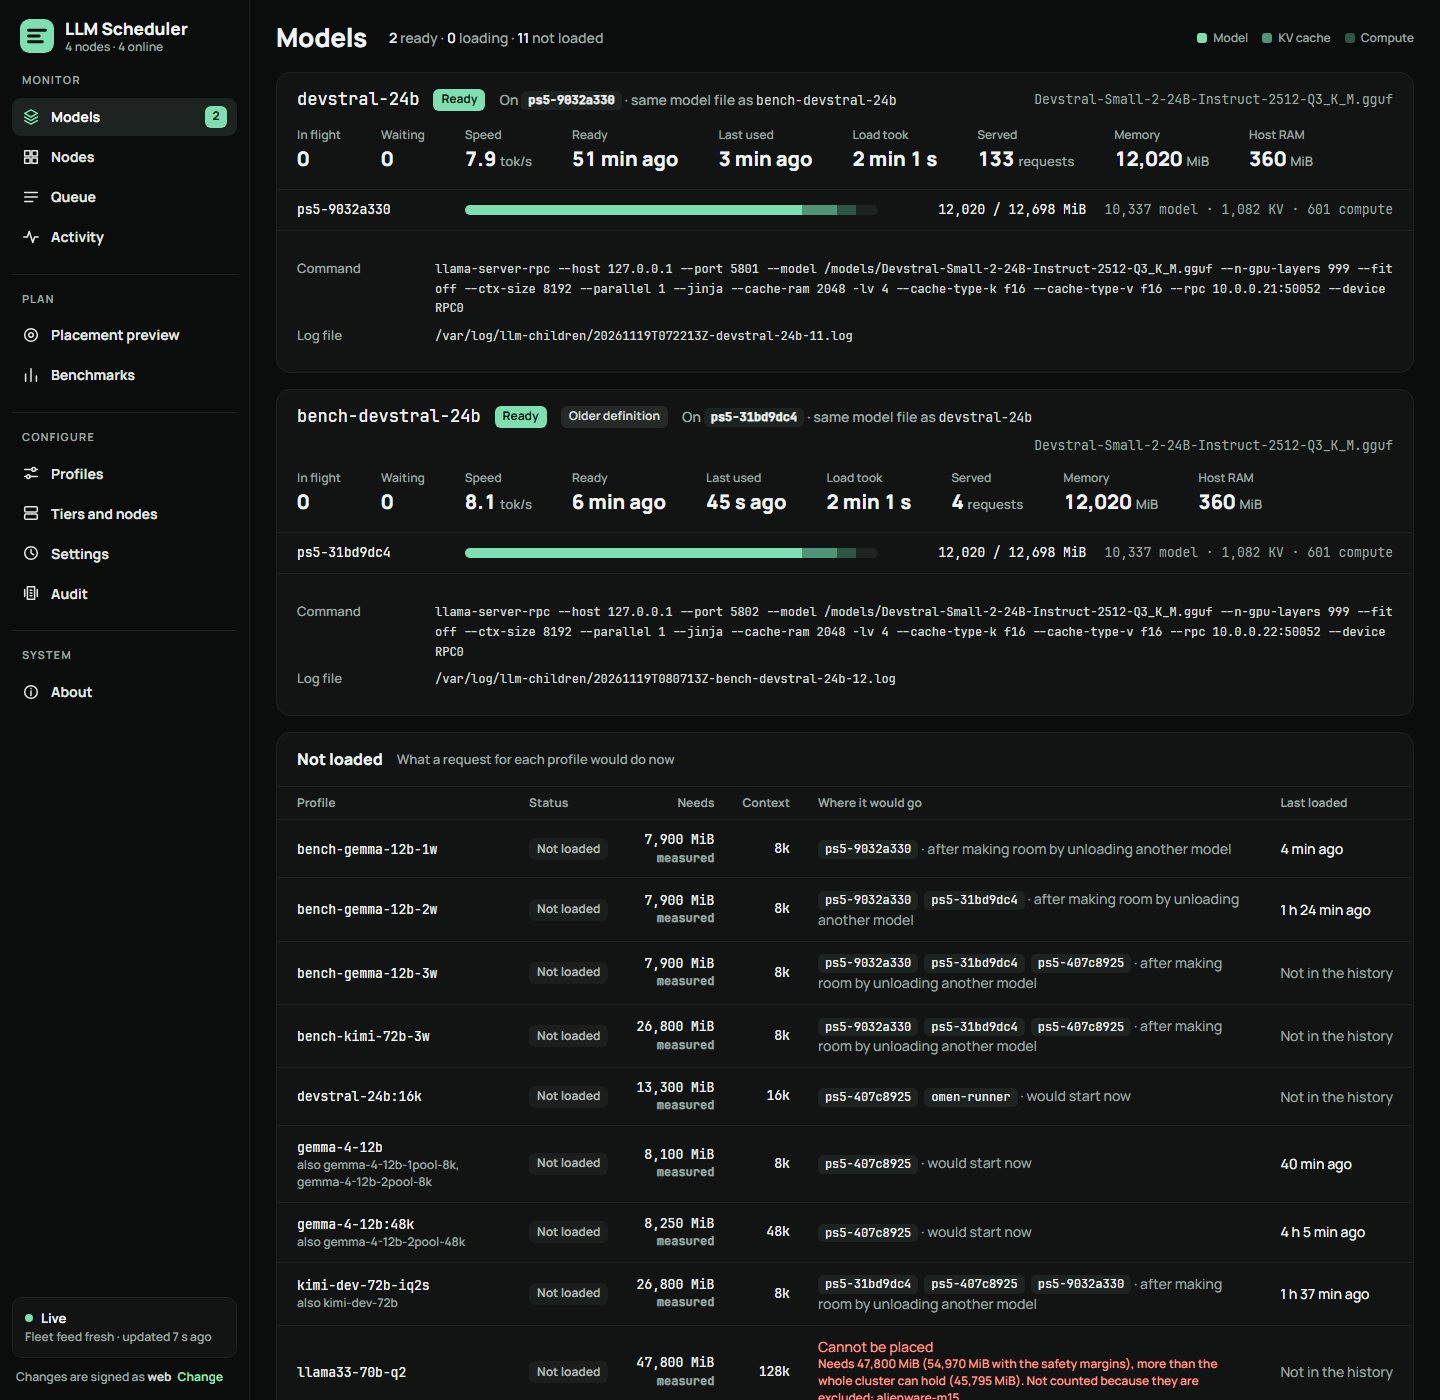 LLM Scheduler
4 nodes · 4 online
MONITOR
Models 2
Nodes
Queue
Activity
PLAN
Placement preview
Benchmarks
CONFIGURE
Profiles
Tiers and nodes
Settings
Audit
SYSTEM
About
Live
Fleet feed fresh · updated 7 s ago
Changes are signed as web Change
Models 2 ready · 0 loading · 11 not loaded
Model KV cache Compute
devstral-24b Ready On ps5-9032a330 · same model file as bench-devstral-24b Devstral-Small-2-24B-Instruct-2512-Q3_K_M.gguf
In flight Waiting Speed Ready Last used Load took Served Memory Host RAM
0 0 7.9 tok/s 51 min ago 3 min ago 2 min 1 s 133 requests 12,020 MiB 360 MiB
ps5-9032a330 12,020 / 12,698 MiB 10,337 model · 1,082 KV · 601 compute
Command llama-server-rpc --host 127.0.0.1 --port 5801 --model /models/Devstral-Small-2-24B-Instruct-2512-Q3_K_M.gguf --n-gpu-layers 999 --fit
off --ctx-size 8192 --parallel 1 --jinja --cache-ram 2048 -lv 4 --cache-type-k f16 --cache-type-v f16 --rpc 10.0.0.21:50052 --device
RPC0
Log file /var/log/llm-children/20261119T072213Z-devstral-24b-11.log
bench-devstral-24b Ready Older definition On ps5-31bd9dc4 · same model file as devstral-24b
Devstral-Small-2-24B-Instruct-2512-Q3_K_M.gguf
In flight Waiting Speed Ready Last used Load took Served Memory Host RAM
0 0 8.1 tok/s 6 min ago 45 s ago 2 min 1 s 4 requests 12,020 MiB 360 MiB
ps5-31bd9dc4 12,020 / 12,698 MiB 10,337 model · 1,082 KV · 601 compute
Command llama-server-rpc --host 127.0.0.1 --port 5802 --model /models/Devstral-Small-2-24B-Instruct-2512-Q3_K_M.gguf --n-gpu-layers 999 --fit
off --ctx-size 8192 --parallel 1 --jinja --cache-ram 2048 -lv 4 --cache-type-k f16 --cache-type-v f16 --rpc 10.0.0.22:50052 --device
RPC0
Log file /var/log/llm-children/20261119T080713Z-bench-devstral-24b-12.log
Not loaded What a request for each profile would do now
Profile Status Needs Context Where it would go Last loaded
bench-gemma-12b-1w Not loaded 7,900 MiB measured 8k ps5-9032a330 · after making room by unloading another model 4 min ago
bench-gemma-12b-2w Not loaded 7,900 MiB measured 8k ps5-9032a330 ps5-31bd9dc4 · after making room by unloading
another model 1 h 24 min ago
bench-gemma-12b-3w Not loaded 7,900 MiB measured 8k ps5-9032a330 ps5-31bd9dc4 ps5-407c8925 · after making
room by unloading another model Not in the history
bench-kimi-72b-3w Not loaded 26,800 MiB measured 8k ps5-9032a330 ps5-31bd9dc4 ps5-407c8925 · after making
room by unloading another model Not in the history
devstral-24b:16k Not loaded 13,300 MiB measured 16k ps5-407c8925 omen-runner · would start now Not in the history
gemma-4-12b
also gemma-4-12b-1pool-8k,
gemma-4-12b-2pool-8k Not loaded 8,100 MiB measured 8k ps5-407c8925 · would start now 40 min ago
gemma-4-12b:48k
also gemma-4-12b-2pool-48k Not loaded 8,250 MiB measured 48k ps5-407c8925 · would start now 4 h 5 min ago
kimi-dev-72b-iq2s
also kimi-dev-72b Not loaded 26,800 MiB measured 8k ps5-31bd9dc4 ps5-407c8925 ps5-9032a330 · after making
room by unloading another model 1 h 37 min ago
llama33-70b-q2 Not loaded 47,800 MiB measured 128k Cannot be placed
Needs 47,800 MiB (54,970 MiB with the safety margins), more than the
whole cluster can hold (45,795 MiB). Not counted because they are
excluded: alienware-m15. Not in the history